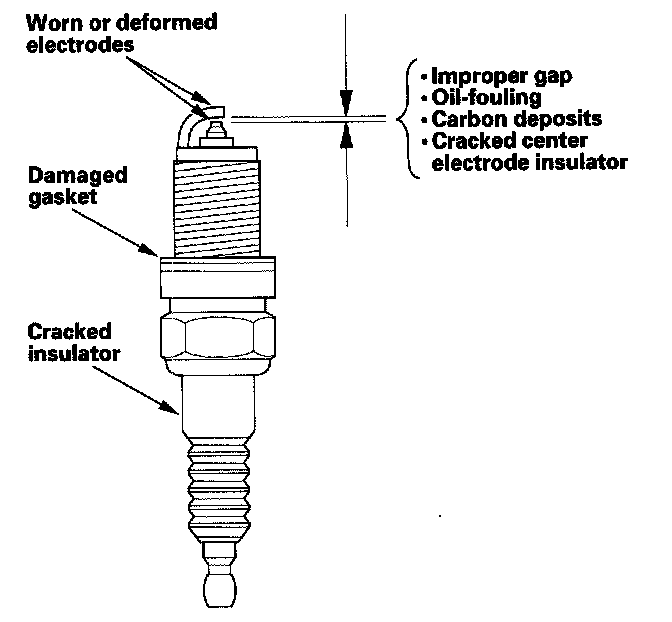 Worn or deformed
electrodes
• Improper gap
• Oil-fouling
• Carbon deposits
• Cracked center
electrode insulator
Damaged
gasket
Cracked
insulator